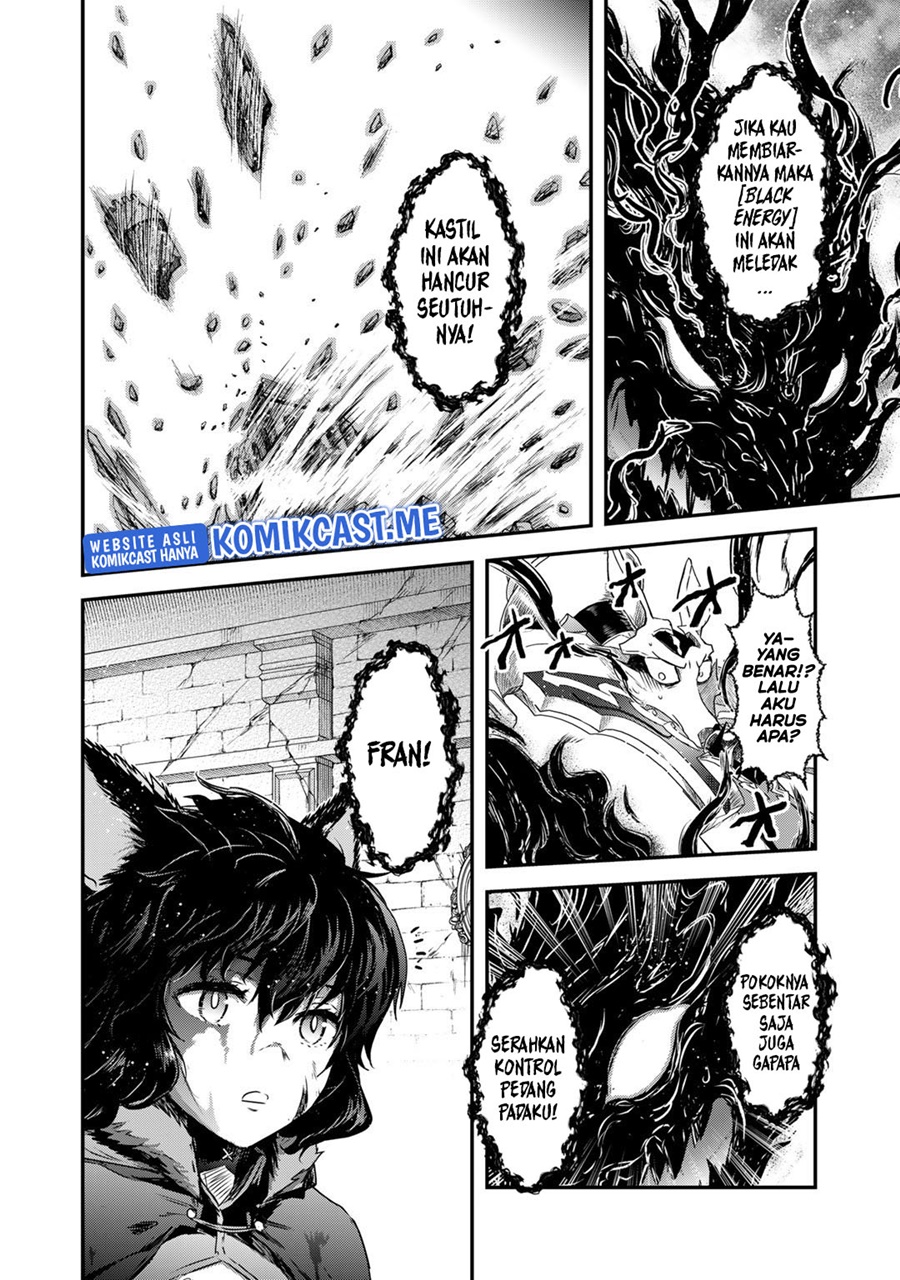 JIKA KAU
MEMBIAR-
KANNYA MAKA
[BLACK
ENERGY]
INI AKAN
MELEDAK
...
KASTIL
INI AKAN
HANCUR
SEUTUH-
NYA!
WEBSITE ASLI
KOMIKCAST HANYA
KOMIKCAST.ME
YA-
YANG
BENAR!?
LALU
AKU
HARUS
APA?
POKOKNYA
SEBENTAR
SAJA
JUGA
GAPAPA
SERAHKAN
KONTROL
PEDANG
PADAKU!
FRAN!